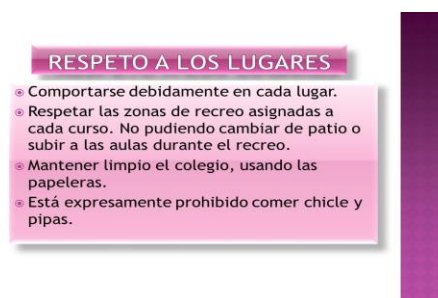 RESPETO A LOS LUGARES
Comportarse debidamente en cada lugar.
Respetar las zonas de recreo asignadas a
cada curso. No pudiendo cambiar de patio o
subir a las aulas durante el recreo.
Mantener limpio el colegio, usando las
papeleras.
Está expresamente prohibido comer chicle y
pipas.